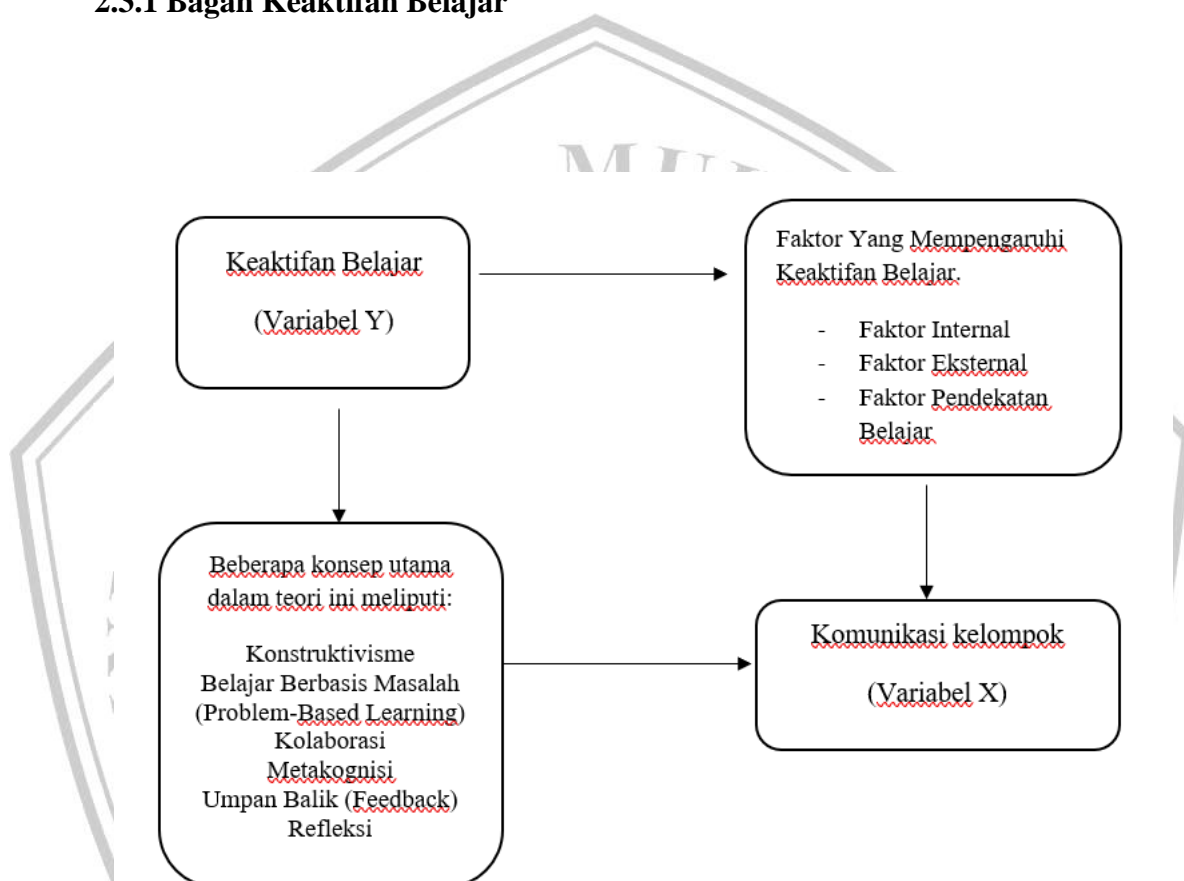 2.3.1 Bagan Keaktifan Belajar
Keaktifan Belajar
(Variabel Y)
Faktor Yang Mempengaruhi
Keaktifan Belajar.
- Faktor Internal
- Faktor Eksternal
- Faktor Pendekatan
Belajar
Beberapa konsep utama
dalam teori ini meliputi:
Konstruktivisme
Belajar Berbasis Masalah
(Problem-Based Learning)
Kolaborasi
Metakognisi
Umpan Balik (Feedback)
Refleksi
Komunikasi kelompok
(Variabel X)